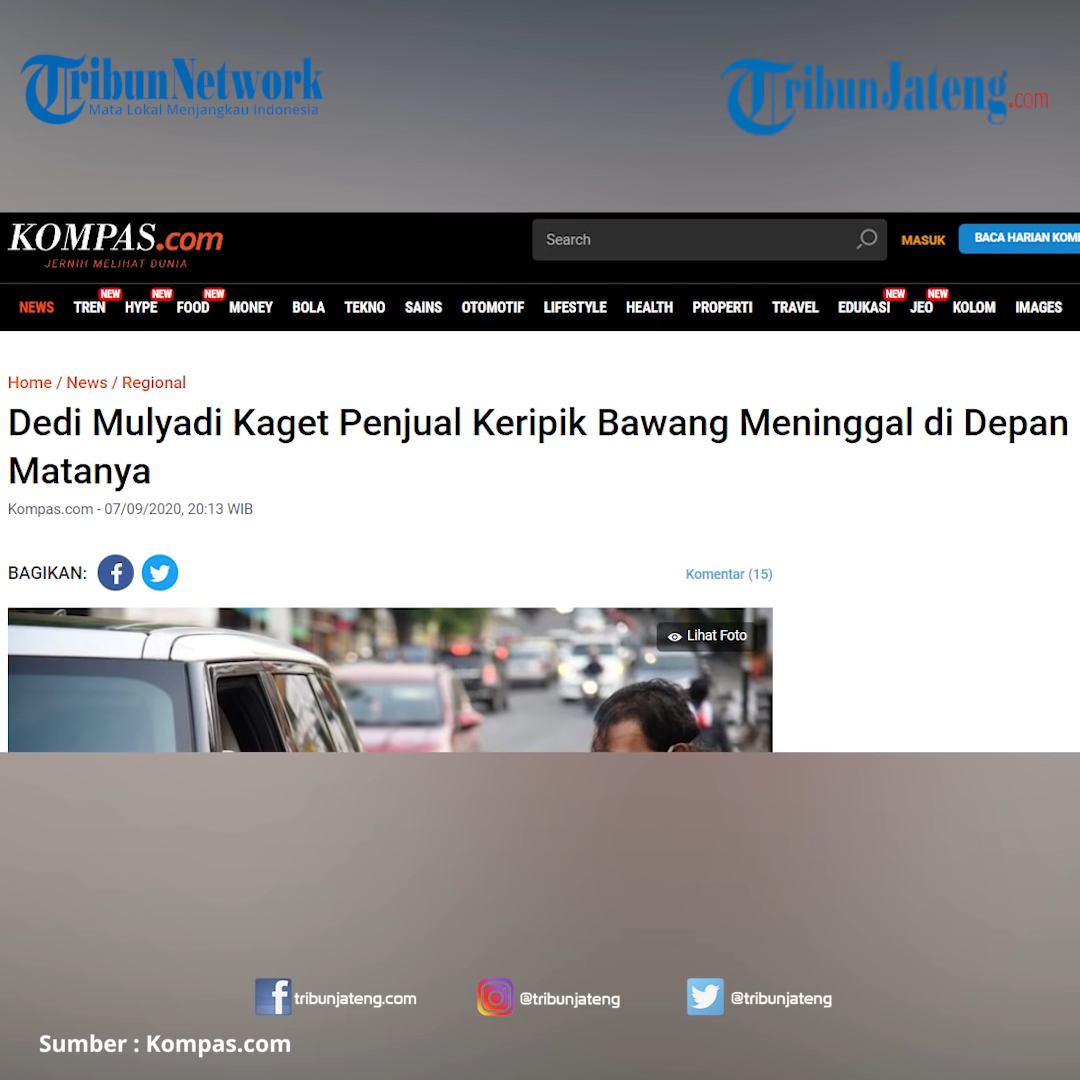 TribunNetwork
Mata Lokal Menjangkau Indonesia
TribunJateng.com
KOMPAS.com
JERNIH MELIHAT DUNIA
Search
MASUK
BACA HARIAN KOM
NEWS TREN NEW HYPE NEW FOOD NEW MONEY BOLA TEKNO SAINS OTOMOTIF LIFESTYLE HEALTH PROPERTI TRAVEL EDUKASI NEW JEO NEW KOLOM IMAGES
Home / News / Regional
Dedi Mulyadi Kaget Penjual Keripik Bawang Meninggal di Depan
Matanya
Kompas.com - 07/09/2020, 20:13 WIB
BAGIKAN:
Komentar (15)
Lihat Foto
tribunjateng.com @tribunjateng @tribunjateng
Sumber : Kompas.com